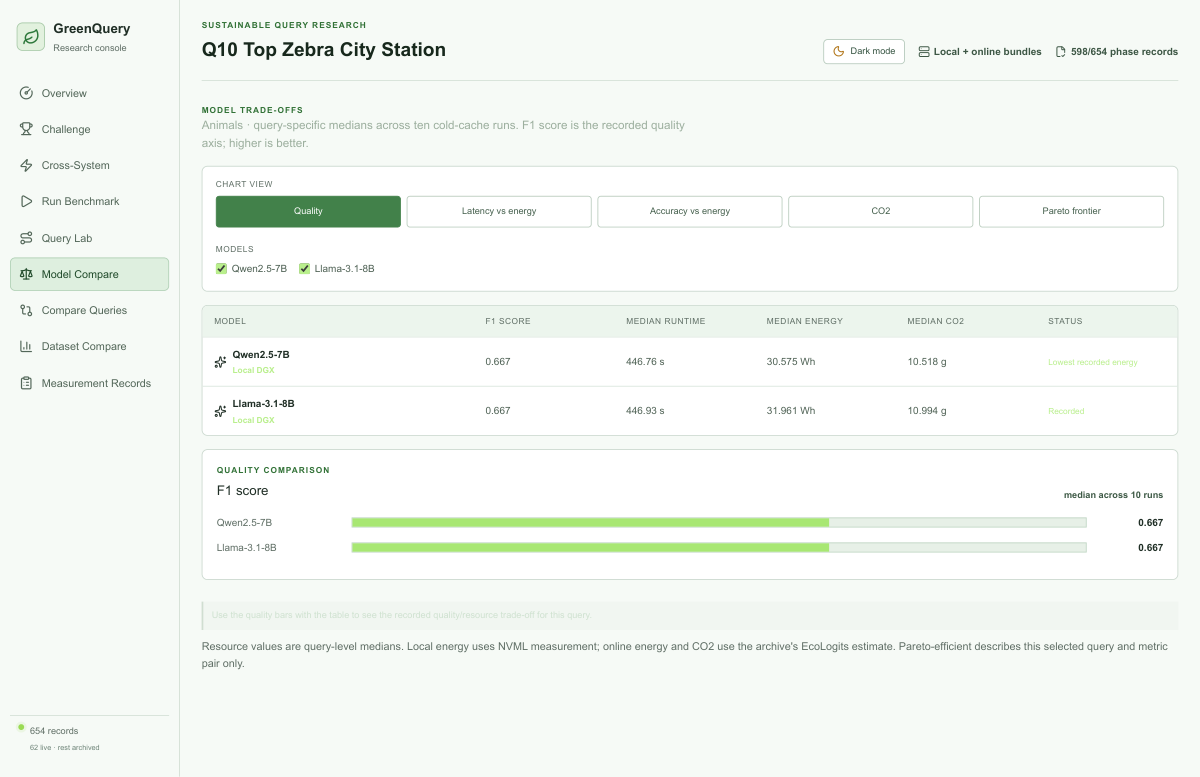 GreenQuery
Research console
Overview
Challenge
Cross-System
Run Benchmark
Query Lab
Model Compare
Compare Queries
Dataset Compare
Measurement Records
654 records
62 live · rest archived
SUSTAINABLE QUERY RESEARCH
Q10 Top Zebra City Station
Dark mode
Local + online bundles
598/654 phase records
MODEL TRADE-OFFS
Animals · query-specific medians across ten cold-cache runs. F1 score is the recorded quality
axis; higher is better.
CHART VIEW
Quality
Latency vs energy
Accuracy vs energy
CO2
Pareto frontier
MODELS
Qwen2.5-7B
Llama-3.1-8B
MODEL F1 SCORE MEDIAN RUNTIME MEDIAN ENERGY MEDIAN CO2 STATUS
Qwen2.5-7B
Local DGX
0.667 446.76 s 30.575 Wh 10.518 g Lowest recorded energy
Llama-3.1-8B
Local DGX
0.667 446.93 s 31.961 Wh 10.994 g Recorded
QUALITY COMPARISON
F1 score
median across 10 runs
Qwen2.5-7B 0.667
Llama-3.1-8B 0.667
Use the quality bars with the table to see the recorded quality/resource trade-off for this query.
Resource values are query-level medians. Local energy uses NVML measurement; online energy and CO2 use the archive's EcoLogits estimate. Pareto-efficient describes this selected query and metric
pair only.